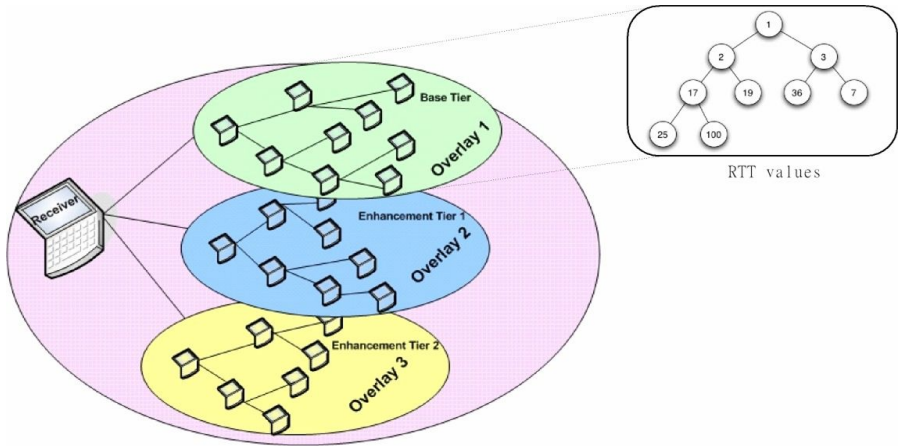 1
2 3
17 19 36 7
25 100
RTT values
Base Tier
Overlay 1
Receiver
Enhancement Tier 1
Overlay 2
Enhancement Tier 2
Overlay 3